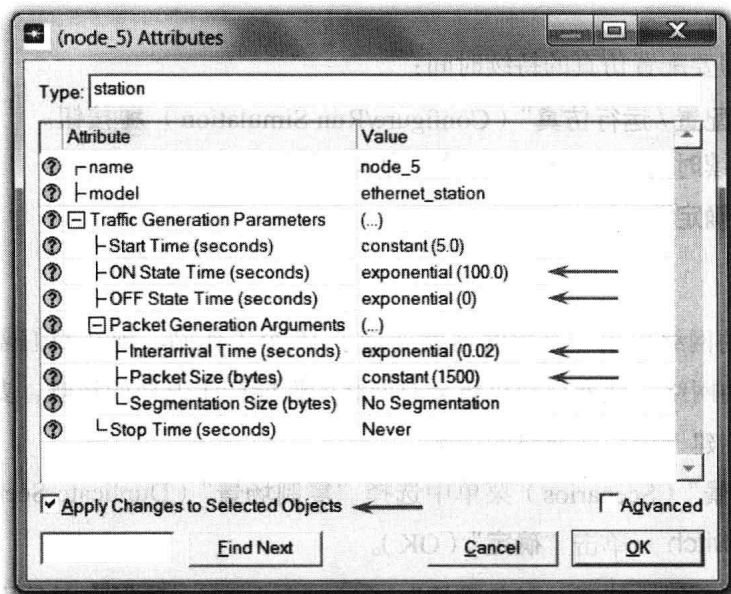 (node_5) Attributes
Type: station
Attribute Value
name node_5
model ethernet_station
Traffic Generation Parameters (...)
Start Time (seconds) constant (5.0)
ON State Time (seconds) exponential (100.0)
OFF State Time (seconds) exponential (0)
Packet Generation Arguments (...)
Interarrival Time (seconds) exponential (0.02)
Packet Size (bytes) constant (1500)
Segmentation Size (bytes) No Segmentation
Stop Time (seconds) Never
Apply Changes to Selected Objects Advanced
Find Next Cancel OK